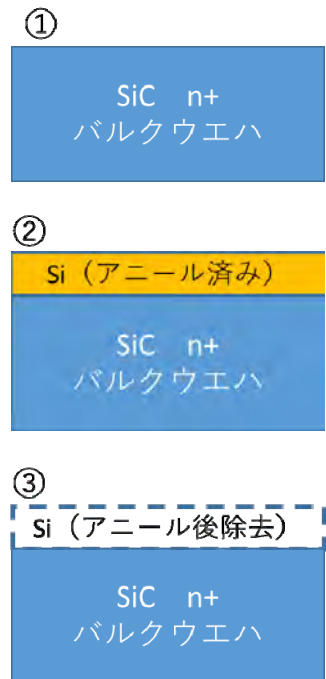 ①
SiC n+
バルクウエハ
②
Si（アニール済み）
SiC n+
バルクウエハ
③
Si（アニール後除去）
SiC n+
バルクウエハ